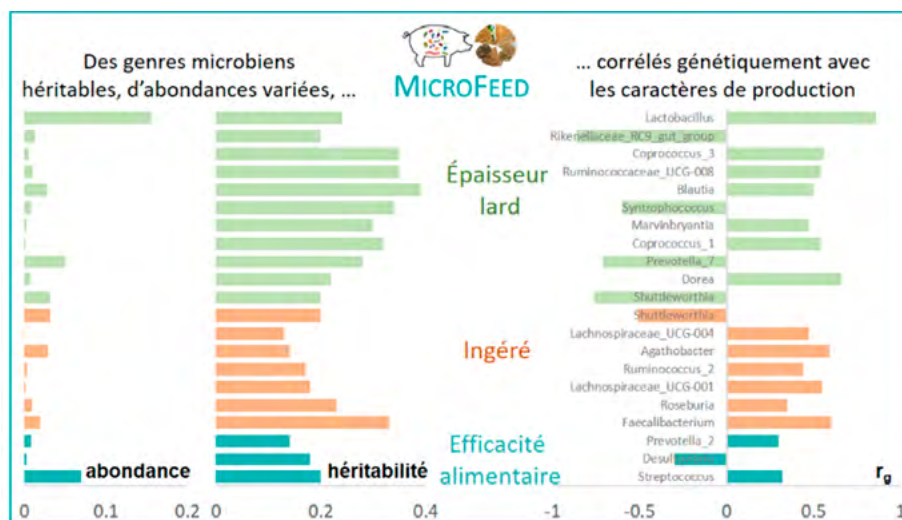 Des genres microbiens
héritables, d'abondances variées, ...
MICROFEED
... corrélés génétiquement avec
les caractères de production
Lactobacillus
Rikenellaceae_RC9_gut_group
Coprococcus_3
Ruminococcaceae_UCG-008
Blautia
Syntrophococcus
Marvinbryantia
Coprococcus_1
Prevotella_7
Dorea
Shuttleworthia
Épaisseur
lard
Shuttleworthia
Lachnospiraceae_UCG-004
Agathobacter
Ruminococcus_2
Lachnospiraceae_UCG-001
Roseburia
Faecalibacterium
Ingéré
Prevotella_2
Streptococcus
Efficacité
alimentaire
abondance
héritabilité
rg
0 0.1 0.2
0 0.2 0.4
-1 -0.5 0 0.5 1